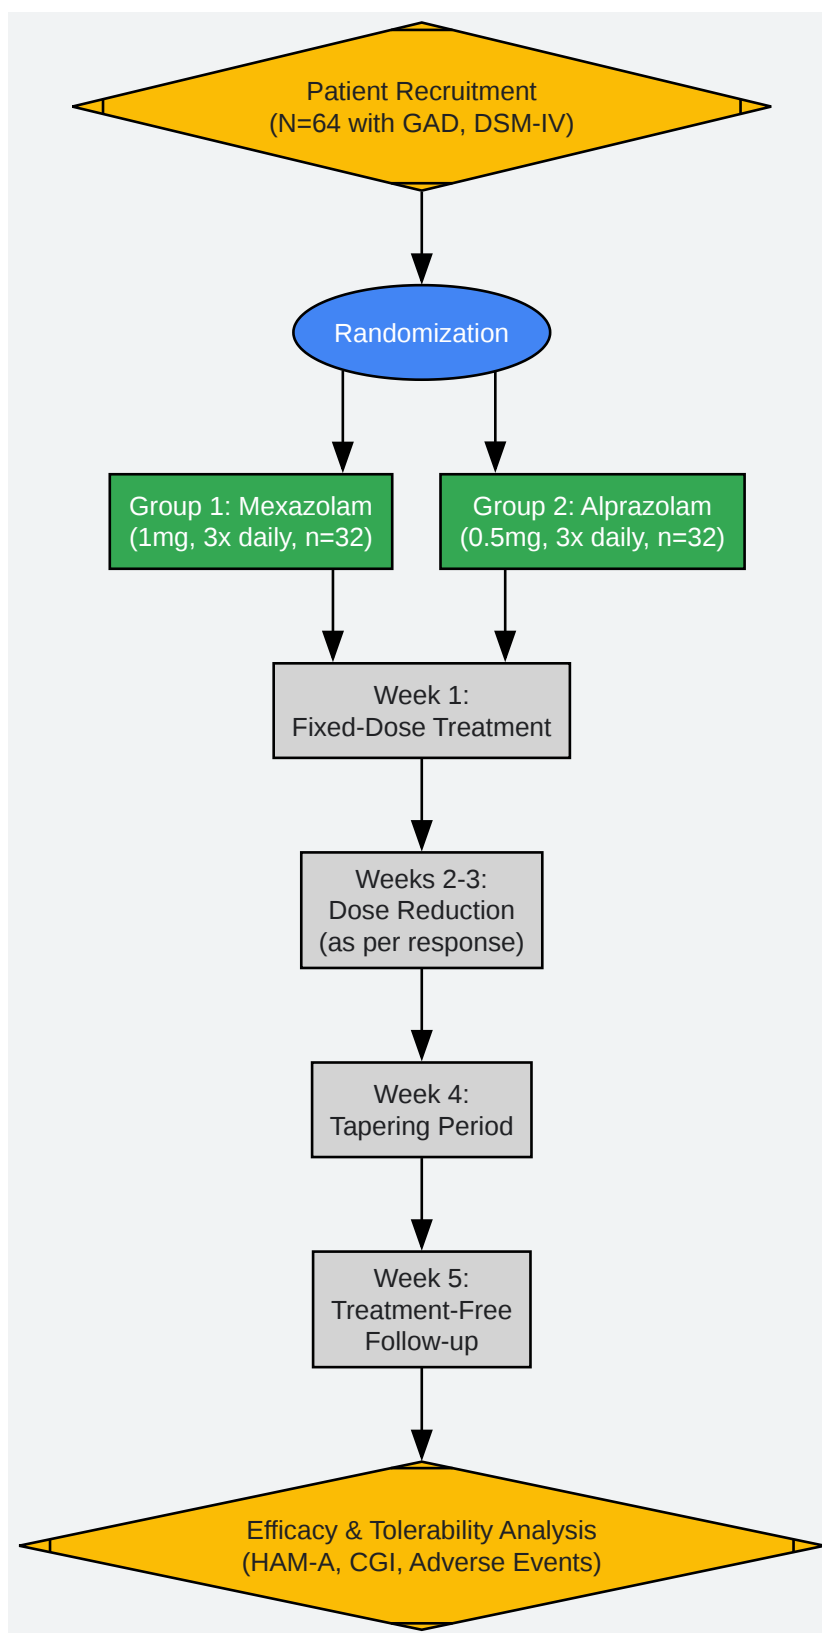 Patient Recruitment
(N=64 with GAD, DSM-IV)
Randomization
Group 1: Mexazolam
(1mg, 3x daily, n=32)
Group 2: Alprazolam
(0.5mg, 3x daily, n=32)
Week 1:
Fixed-Dose Treatment
Weeks 2-3:
Dose Reduction
(as per response)
Week 4:
Tapering Period
Week 5:
Treatment-Free
Follow-up
Efficacy & Tolerability Analysis
(HAM-A, CGI, Adverse Events)